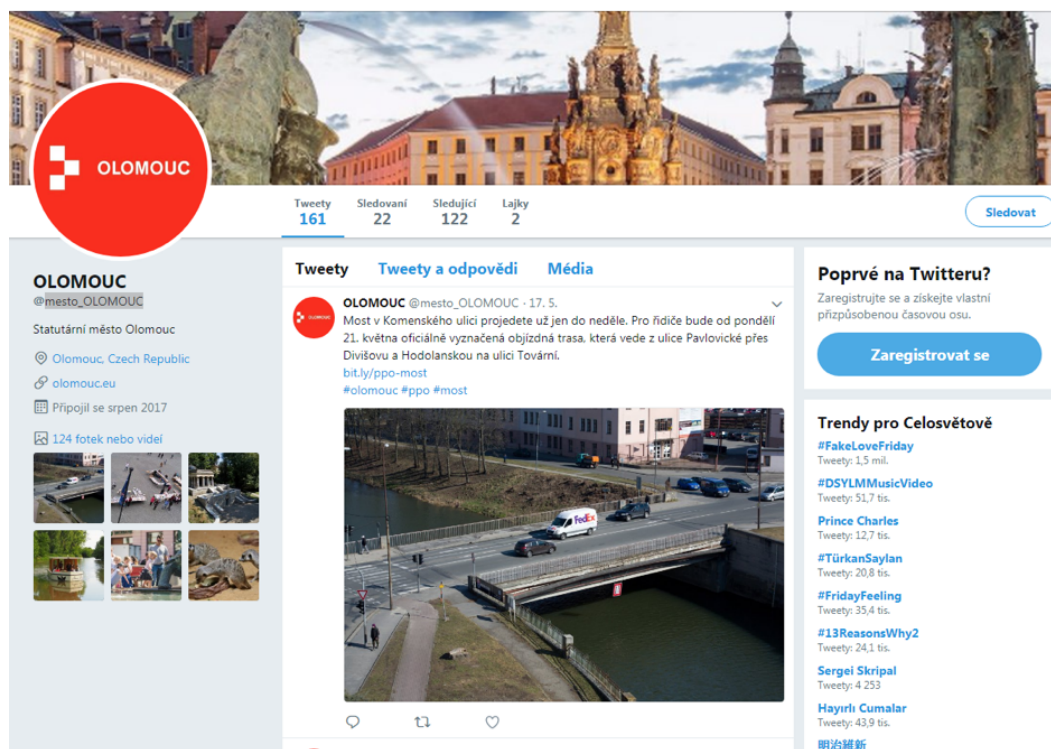 OLOMOUC
Tweety
161
Sledovaní
22
Sledující
122
Lajky
2
Sledovat
OLOMOUC
@mesto_OLOMOUC
Statutární město Olomouc
Olomouc, Czech Republic
olomouc.eu
Připojil se srpen 2017
124 fotek nebo videí
Tweety
Tweety a odpovědi
Média
OLOMOUC @mesto_OLOMOUC · 17. 5.
Most v Komenského ulici projedete už jen do neděle. Pro řidiče bude od pondělí
21. května oficiálně vyznačená objízdná trasa, která vede z ulice Pavlovické přes
Divišovu a Hodolanskou na ulici Tovární.
bit.ly/ppo-most
#olomouc #ppo #most
FedEx
Poprvé na Twitteru?
Zaregistrujte se a získejte vlastní
přizpůsobenou časovou osu.
Zaregistrovat se
Trendy pro Celosvětově
#FakeLoveFriday
Tweety: 1,5 mil.
#DSYLMMusicVideo
Tweety: 51,7 tis.
Prince Charles
Tweety: 12,7 tis.
#TürkanSaylan
Tweety: 20,8 tis.
#FridayFeeling
Tweety: 35,4 tis.
#13ReasonsWhy2
Tweety: 24,1 tis.
Sergei Skripal
Tweety: 4 253
Hayırlı Cumalar
Tweety: 43,9 tis.
明治維新